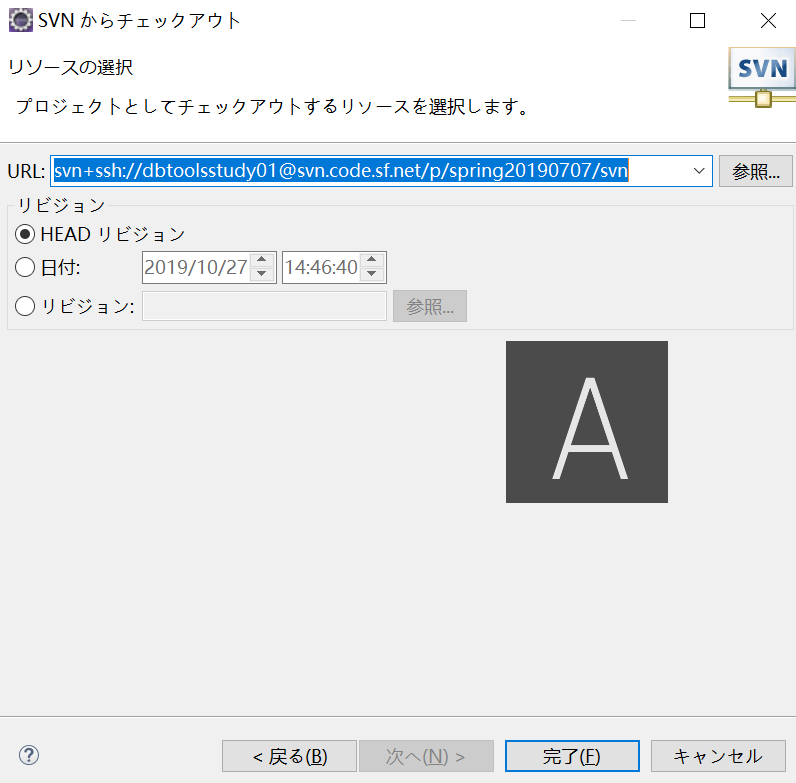 SVN からチェックアウト
リソースの選択
プロジェクトとしてチェックアウトするリソースを選択します。
SVN
URL: svn+ssh://dbtoolsstudy01@svn.code.sf.net/p/spring20190707/svn 参照...
リビジョン
HEAD リビジョン
日付: 2019/10/27 14:46:40
リビジョン: 参照...
A
? < 戻る(B) 次へ(N) > 完了(F) キャンセル